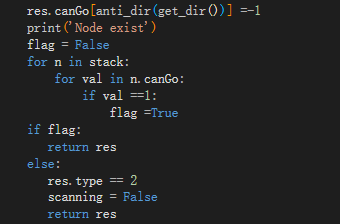 res.canGo[anti_dir(get_dir())] =-1
print('Node exist')
flag = False
for n in stack:
    for val in n.canGo:
        if val ==1:
            flag =True
if flag:
    return res
else:
    res.type == 2
    scanning = False
    return res